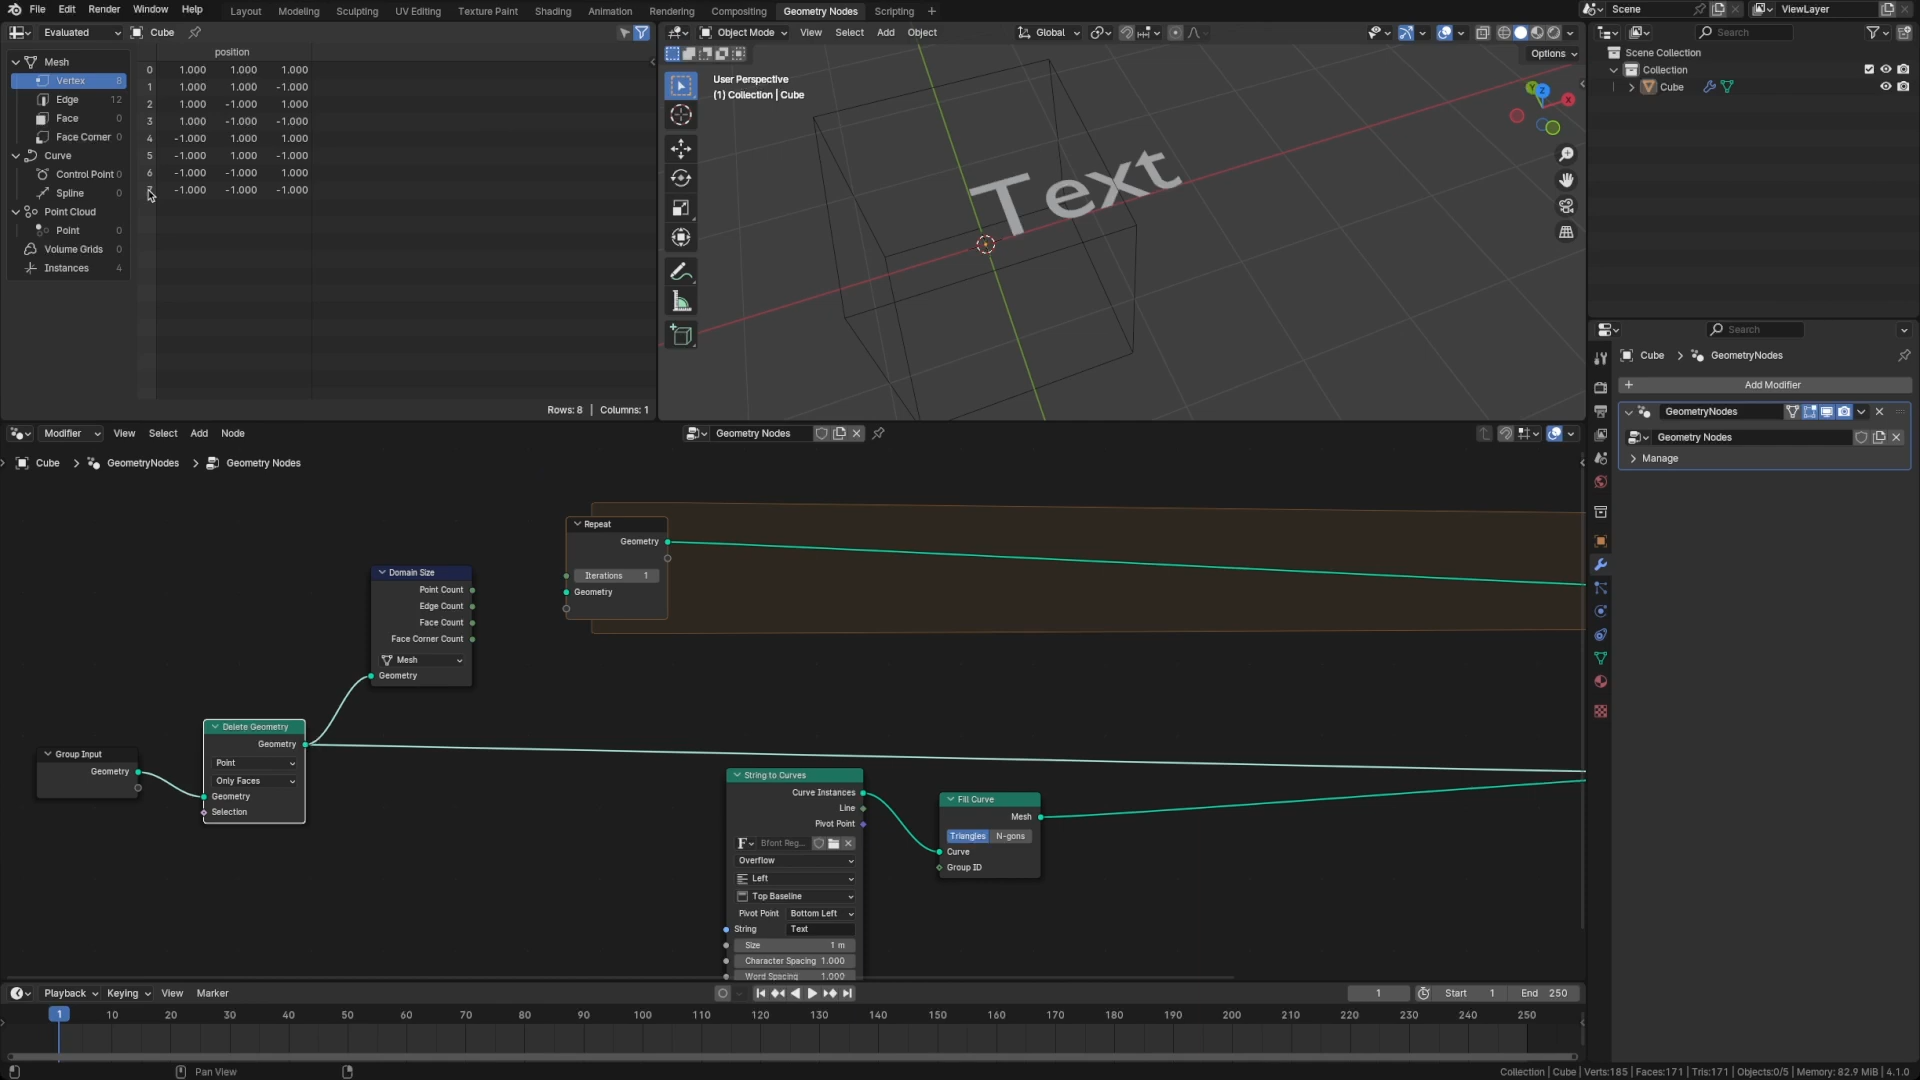 File Edit Render Window Help Layout Modeling Sculpting UV Editing Texture Paint Shading Animation Rendering Compositing Geometry Nodes Scripting + Scene ViewLayer
Evaluated Cube
Object Mode View Select Add Object Global
Search
Options
position
Mesh
Vertex 8
Edge 12
Face 0
Face Corner 0
Curve
Control Point 0
Spline 0
Point Cloud
Point 0
Volume Grids 0
Instances 4
0 1.000 1.000 1.000
1 1.000 1.000 -1.000
2 1.000 -1.000 1.000
3 1.000 -1.000 -1.000
4 -1.000 1.000 1.000
5 -1.000 1.000 -1.000
6 -1.000 -1.000 1.000
7 -1.000 -1.000 -1.000
Rows: 8 | Columns: 1
User Perspective
(1) Collection | Cube
Text
X
Y
Z
Scene Collection
Collection
Cube
Search
Cube GeometryNodes
+ Add Modifier
GeometryNodes
Geometry Nodes
Manage
Modifier View Select Add Node Geometry Nodes
Cube > GeometryNodes > Geometry Nodes
Repeat
Geometry
Iterations 1
Geometry
Domain Size
Point Count
Edge Count
Face Count
Face Corner Count
Mesh
Geometry
Group Input
Geometry
Delete Geometry
Geometry
Point
Only Faces
Geometry
Selection
String to Curves
Curve Instances
Line
Pivot Point
F Bfont Reg...
Overflow
Left
Top Baseline
Pivot Point Bottom Left
String Text
Size 1 m
Character Spacing 1.000
Word Spacing 1.000
Fill Curve
Mesh
Triangles N-gons
Curve
Group ID
Playback Keying View Marker 1 Start 1 End 250
1 10 20 30 40 50 60 70 80 90 100 110 120 130 140 150 160 170 180 190 200 210 220 230 240 250
Pan View
Collection | Cube | Verts:185 | Faces:171 | Tris:171 | Objects:0/5 | Memory: 82.9 MiB | 4.1.0